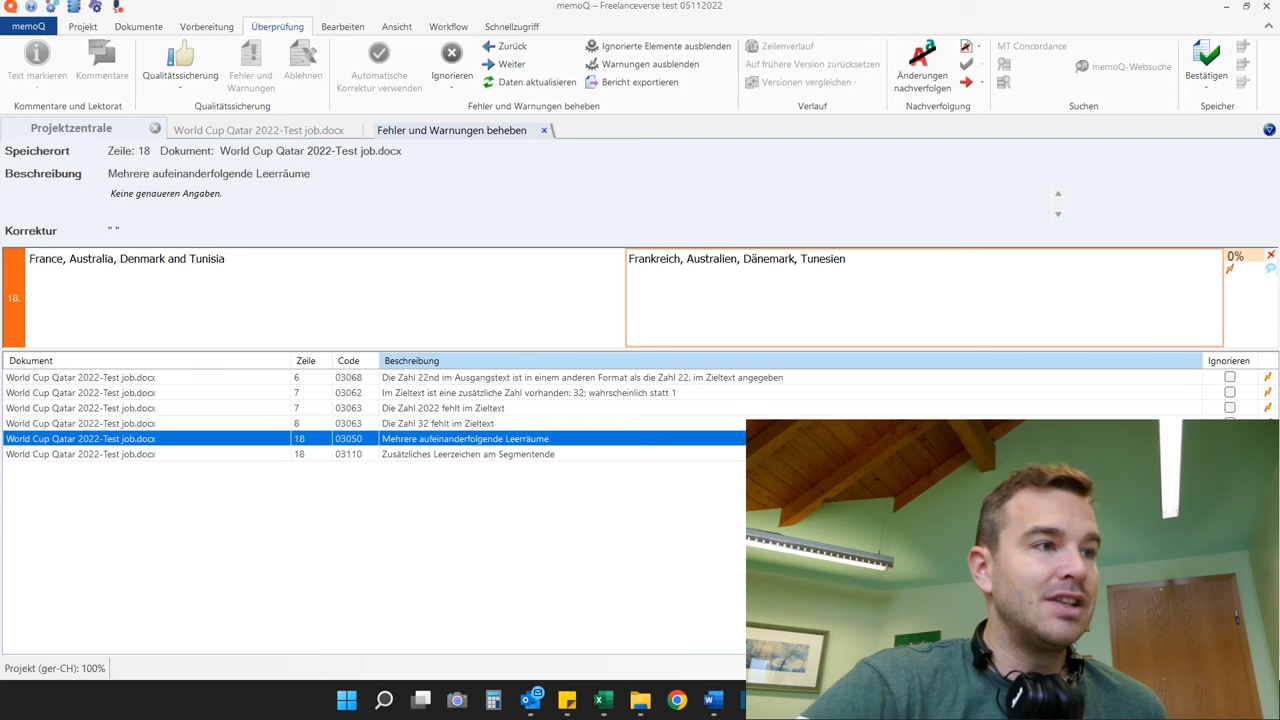 memoQ – Freelanceverse test 05112022
memoQ Projekt Dokumente Vorbereitung Überprüfung Bearbeiten Ansicht Workflow Schnellzugriff
Text markieren
Kommentare
Kommentare und Lektorat
Qualitätssicherung
Fehler und Warnungen
Ablehnen
Qualitätssicherung
Automatische Korrektur verwenden
Ignorieren
Zurück
Weiter
Daten aktualisieren
Ignorierte Elemente ausblenden
Warnungen ausblenden
Bericht exportieren
Fehler und Warnungen beheben
Zeilenverlauf
Auf frühere Version zurücksetzen
Versionen vergleichen
Verlauf
Änderungen nachverfolgen
Nachverfolgung
MT Concordance
memoQ-Websuche
Suchen
Bestätigen
Speicher
Projektzentrale World Cup Qatar 2022-Test job.docx Fehler und Warnungen beheben
Speicherort Zeile: 18 Dokument: World Cup Qatar 2022-Test job.docx
Beschreibung Mehrere aufeinanderfolgende Leerräume
Keine genaueren Angaben.
Korrektur " "
18. France, Australia, Denmark and Tunisia Frankreich, Australien, Dänemark, Tunesien 0%
Dokument Zeile Code Beschreibung Ignorieren
World Cup Qatar 2022-Test job.docx 6 03068 Die Zahl 22nd im Ausgangstext ist in einem anderen Format als die Zahl 22. im Zieltext angegeben
World Cup Qatar 2022-Test job.docx 7 03062 Im Zieltext ist eine zusätzliche Zahl vorhanden: 32; wahrscheinlich statt 1
World Cup Qatar 2022-Test job.docx 7 03063 Die Zahl 2022 fehlt im Zieltext
World Cup Qatar 2022-Test job.docx 8 03063 Die Zahl 32 fehlt im Zieltext
World Cup Qatar 2022-Test job.docx 18 03050 Mehrere aufeinanderfolgende Leerräume
World Cup Qatar 2022-Test job.docx 18 03110 Zusätzliches Leerzeichen am Segmentende
Projekt (ger-CH): 100%